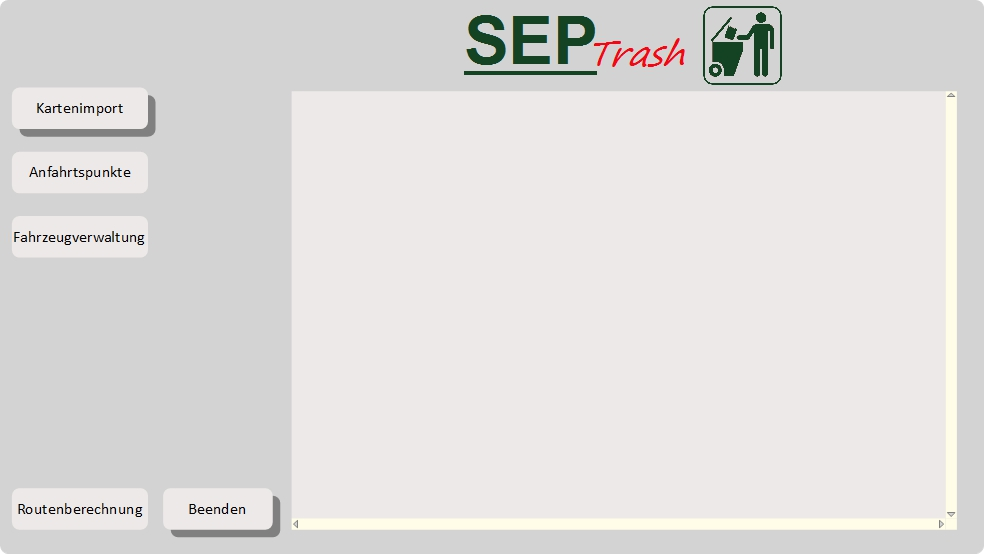 SEP Trash
Kartenimport
Anfahrtspunkte
Fahrzeugverwaltung
Routenberechnung
Beenden